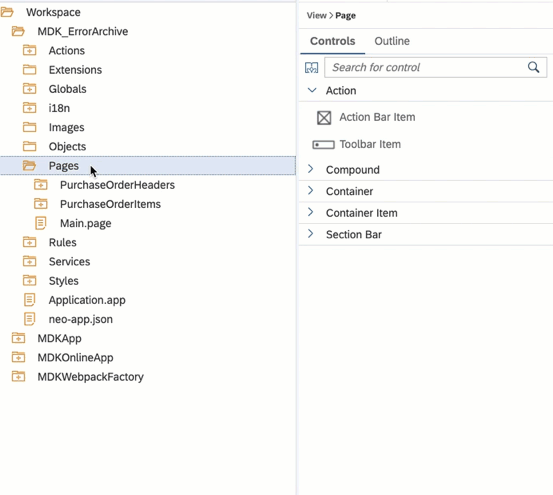 Workspace
MDK_ErrorArchive
Actions
Extensions
Globals
i18n
Images
Objects
Pages
PurchaseOrderHeaders
PurchaseOrderItems
Main.page
Rules
Services
Styles
Application.app
neo-app.json
MDKApp
MDKOnlineApp
MDKWebpackFactory
View > Page
Controls Outline
Search for control
Action
Action Bar Item
Toolbar Item
Compound
Container
Container Item
Section Bar